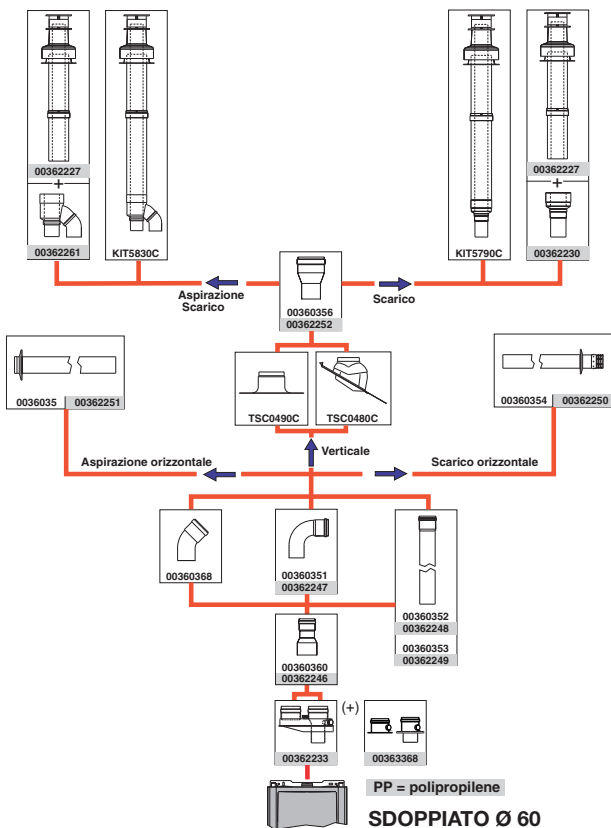 00362227
+
00362261
KIT5830C
KIT5790C
00362227
+
00362230
Aspirazione
Scarico
00360356
00362252
Scarico
0036035 00362251
TSC0490C
TSC0480C
00360354 00362250
Aspirazione orizzontale
Verticale
Scarico orizzontale
00360368
00360351
00362247
00360352
00362248
00360353
00362249
00360360
00362246
(+)
00362233
00363368
PP = polipropilene
SDOPPIATO Ø 60